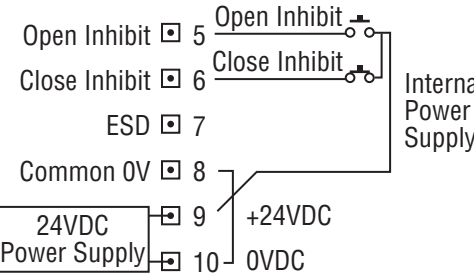 Open Inhibit 5 Open Inhibit
Close Inhibit 6 Close Inhibit
ESD 7
Common 0V 8
9 +24VDC
10 0VDC
24VDC
Power Supply
Interna
Power
Supply